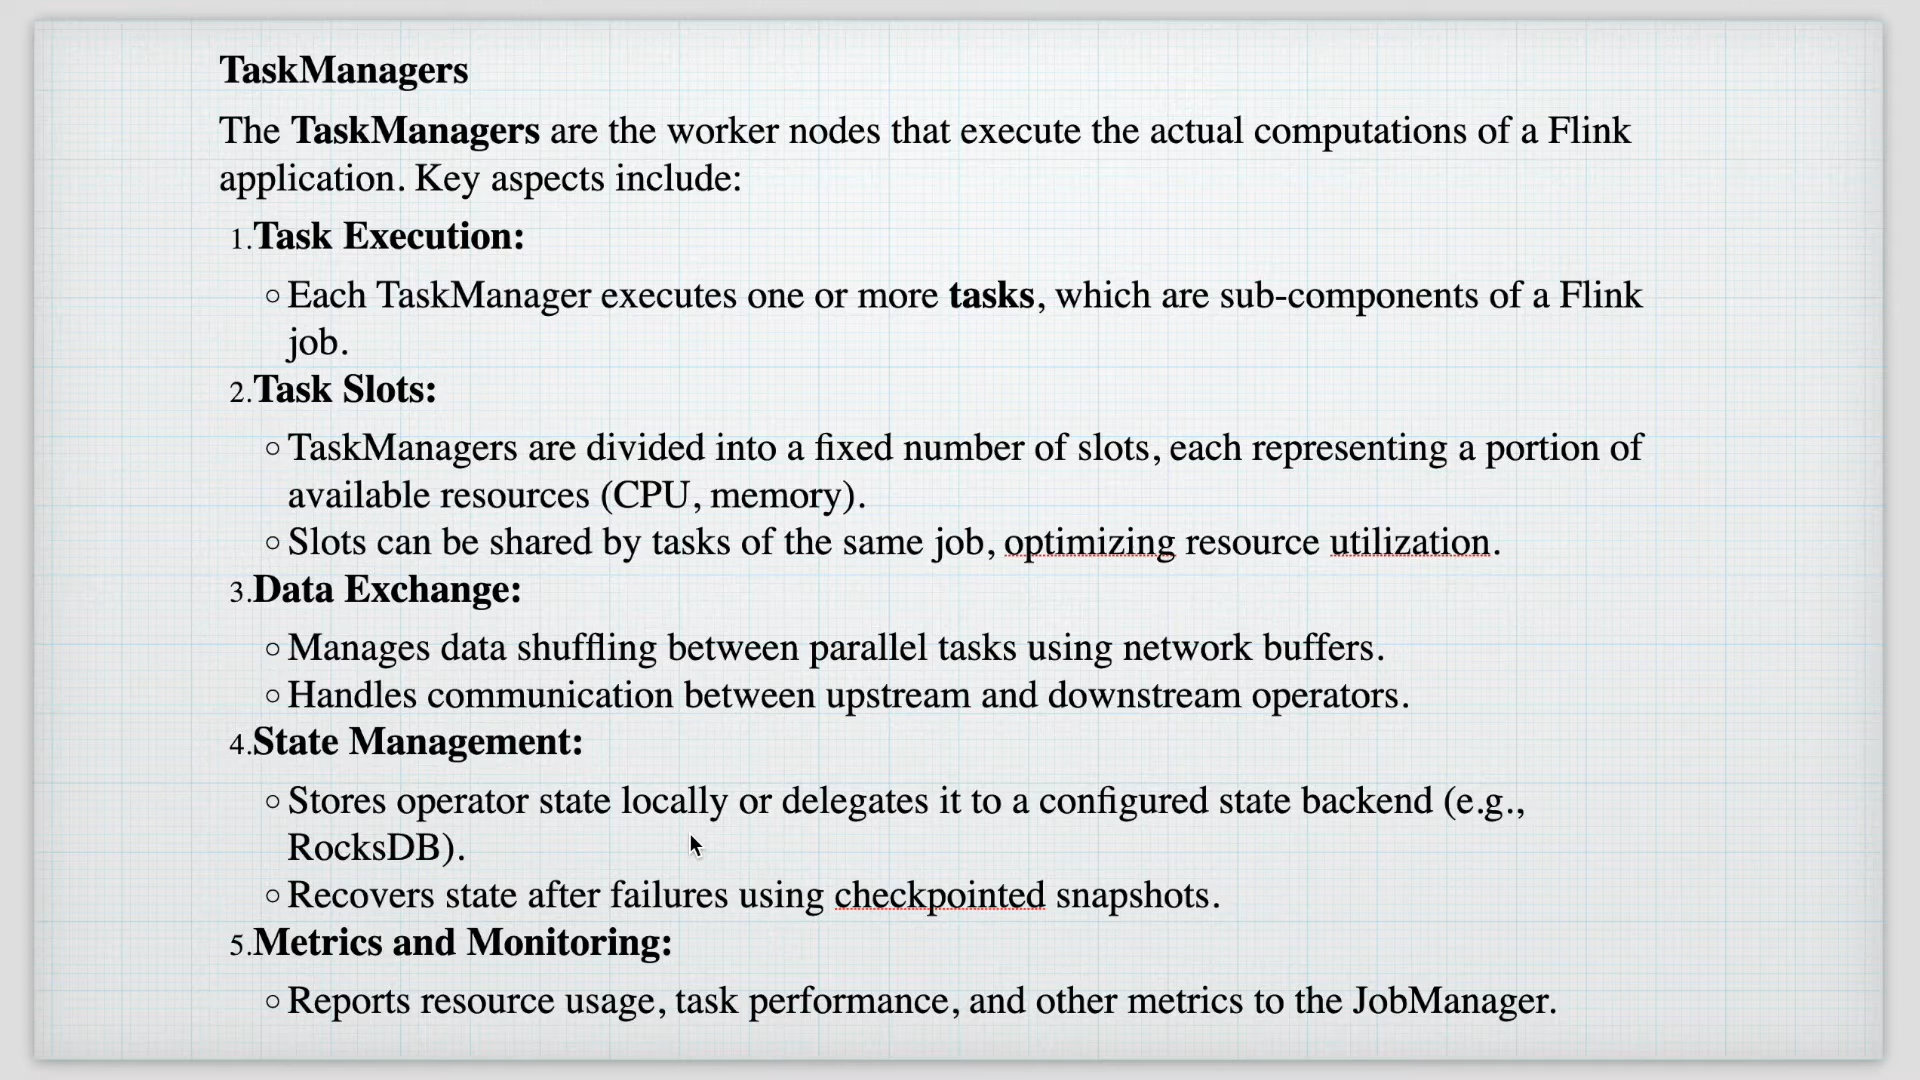 TaskManagers
The TaskManagers are the worker nodes that execute the actual computations of a Flink
application. Key aspects include:
1.Task Execution:
○ Each TaskManager executes one or more tasks, which are sub-components of a Flink
job.
2.Task Slots:
○ TaskManagers are divided into a fixed number of slots, each representing a portion of
available resources (CPU, memory).
○ Slots can be shared by tasks of the same job, optimizing resource utilization.
3.Data Exchange:
○ Manages data shuffling between parallel tasks using network buffers.
○ Handles communication between upstream and downstream operators.
4.State Management:
○ Stores operator state locally or delegates it to a configured state backend (e.g.,
RocksDB).
○ Recovers state after failures using checkpointed snapshots.
5.Metrics and Monitoring:
○ Reports resource usage, task performance, and other metrics to the JobManager.